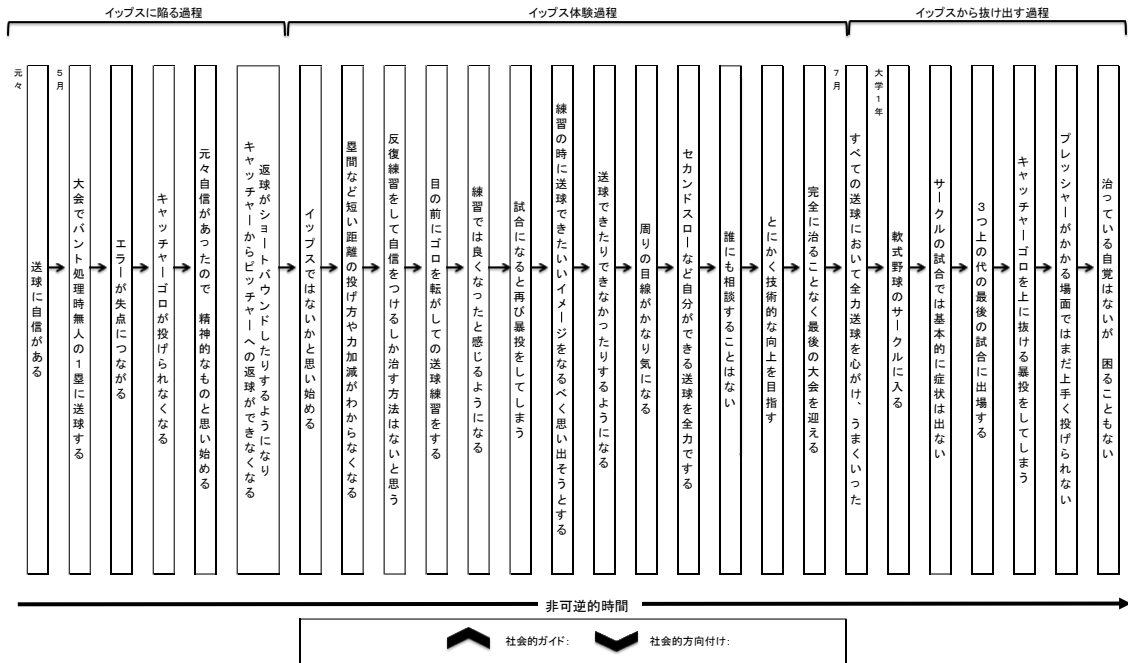 イップスに陥る過程
イップス体験過程
イップスから抜け出す過程
元々
送球に自信がある
5月
大会でバント処理時無人の1塁に送球する
エラーが失点につながる
キャッチャーゴロが投げられなくなる
元々自信があったので 精神的なものと思い始める
返球がショートバウンドしたりするようになり
キャッチャーからピッチャーへの返球ができなくなる
イップスではないかと思い始める
塁間など短い距離の投げ方や力加減がわからなくなる
反復練習をして自信をつけるしか治す方法はないと思う
目の前にゴロを転がしての送球練習をする
練習では良くなったと感じるようになる
試合になると再び暴投をしてしまう
練習の時に送球できたいいイメージをなるべく思い出そうとする
送球できたりできなかったりするようになる
周りの目線がかなり気になる
セカンドスローなど自分ができる送球を全力でする
誰にも相談することはない
とにかく技術的な向上を目指す
完全に治ることなく最後の大会を迎える
7月
すべての送球において全力送球を心がけ、うまくいった
大学1年
軟式野球のサークルに入る
サークルの試合では基本的に症状は出ない
3つ上の代の最後の試合に出場する
キャッチャーゴロを上に抜ける暴投をしてしまう
プレッシャーがかかる場面ではまだ上手く投げられない
治っている自覚はないが 困ることもない
非可逆的時間
社会的ガイド:
社会的方向付け: